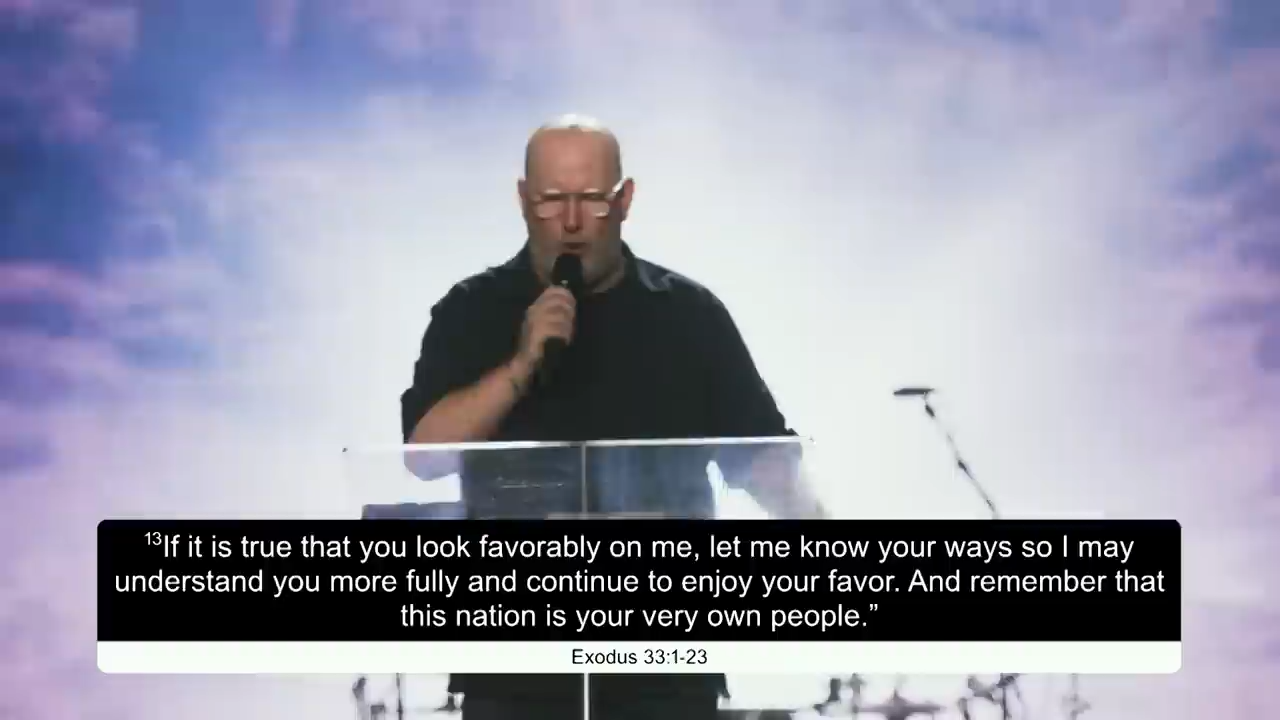 ¹³If it is true that you look favorably on me, let me know your ways so I may
understand you more fully and continue to enjoy your favor. And remember that
this nation is your very own people.”
Exodus 33:1-23